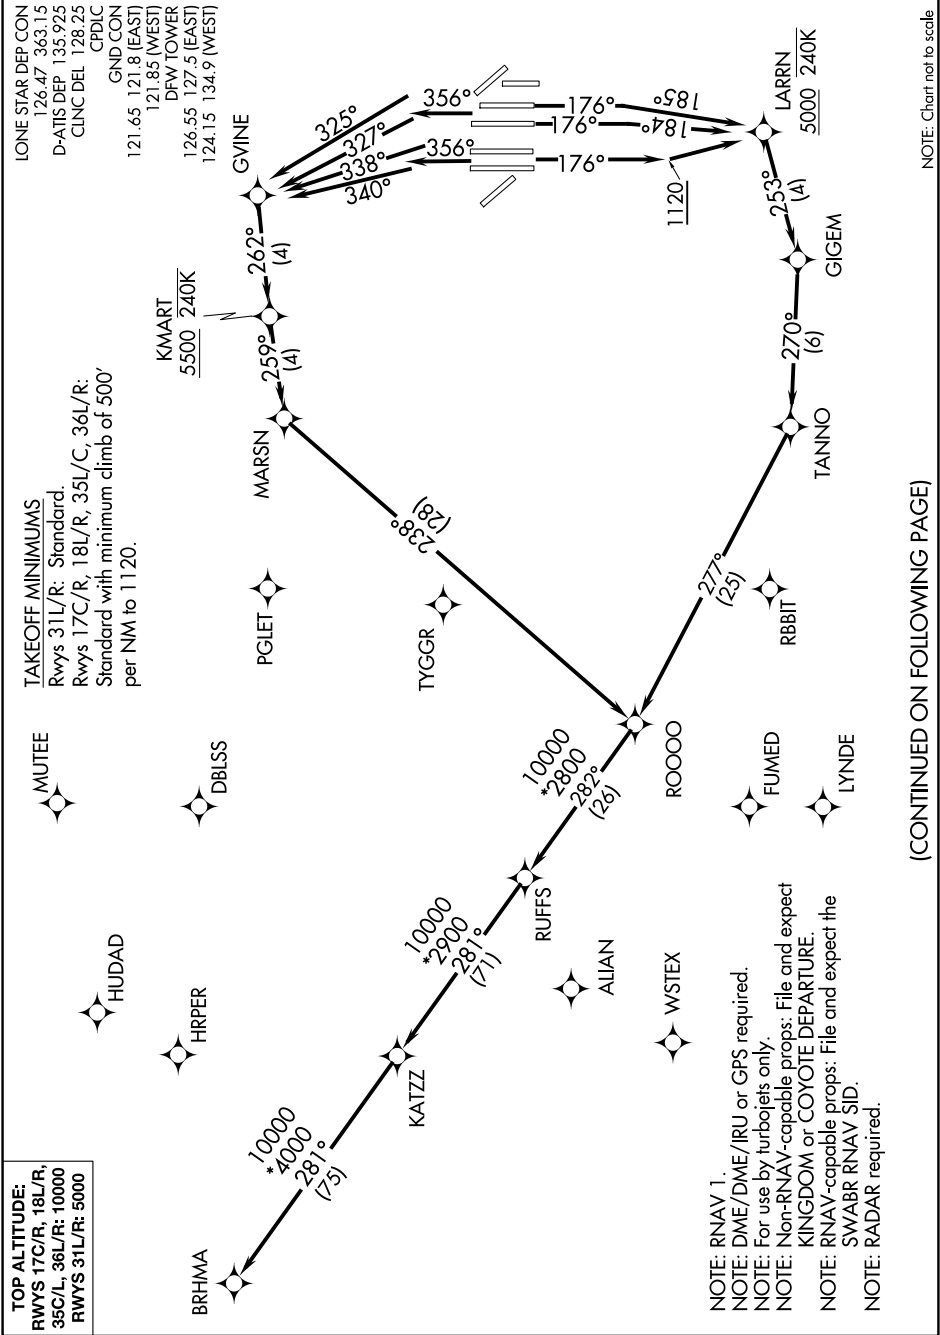 TOP ALTITUDE:
RWYS 17C/R, 18L/R,
35C/L, 36L/R: 10000
RWYS 31L/R: 5000
TAKEOFF MINIMUMS
Rwys 31L/R: Standard.
Rwys 17C/R, 18L/R, 35L/C, 36L/R:
Standard with minimum climb of 500'
per NM to 1120.
LONE STAR DEP CON
126.47 363.15
D-ATIS DEP 135.925
CLNC DEL 128.25
CPDLC
GND CON
121.65 121.8 (EAST)
121.85 (WEST)
DFW TOWER
126.55 127.5 (EAST)
124.15 134.9 (WEST)
MUTEE
HUDAD
DBLSS
HRPER
PGLET
TYGGR
BRHMA
10000
*4000
281°
(75)
KATZZ
10000
*2900
281°
(71)
RUFFS
10000
*2800
282°
(26)
ROOOO
238°
(28)
MARSN
259°
(4)
KMART
5500 240K
262°
(4)
GVINE
325°
327°
338°
340°
356°
356°
176°
176°
176°
185°
184°
1120
LARRN
5000 240K
253°
(4)
GIGEM
270°
(6)
TANNO
277°
(25)
RBBIT
FUMED
LYNDE
ALIAN
WSTEX
NOTE: RNAV 1.
NOTE: DME/DME/IRU or GPS required.
NOTE: For use by turbojets only.
NOTE: Non-RNAV-capable props: File and expect
KINGDOM or COYOTE DEPARTURE.
NOTE: RNAV-capable props: File and expect the
SWABR RNAV SID.
NOTE: RADAR required.
(CONTINUED ON FOLLOWING PAGE)
NOTE: Chart not to scale